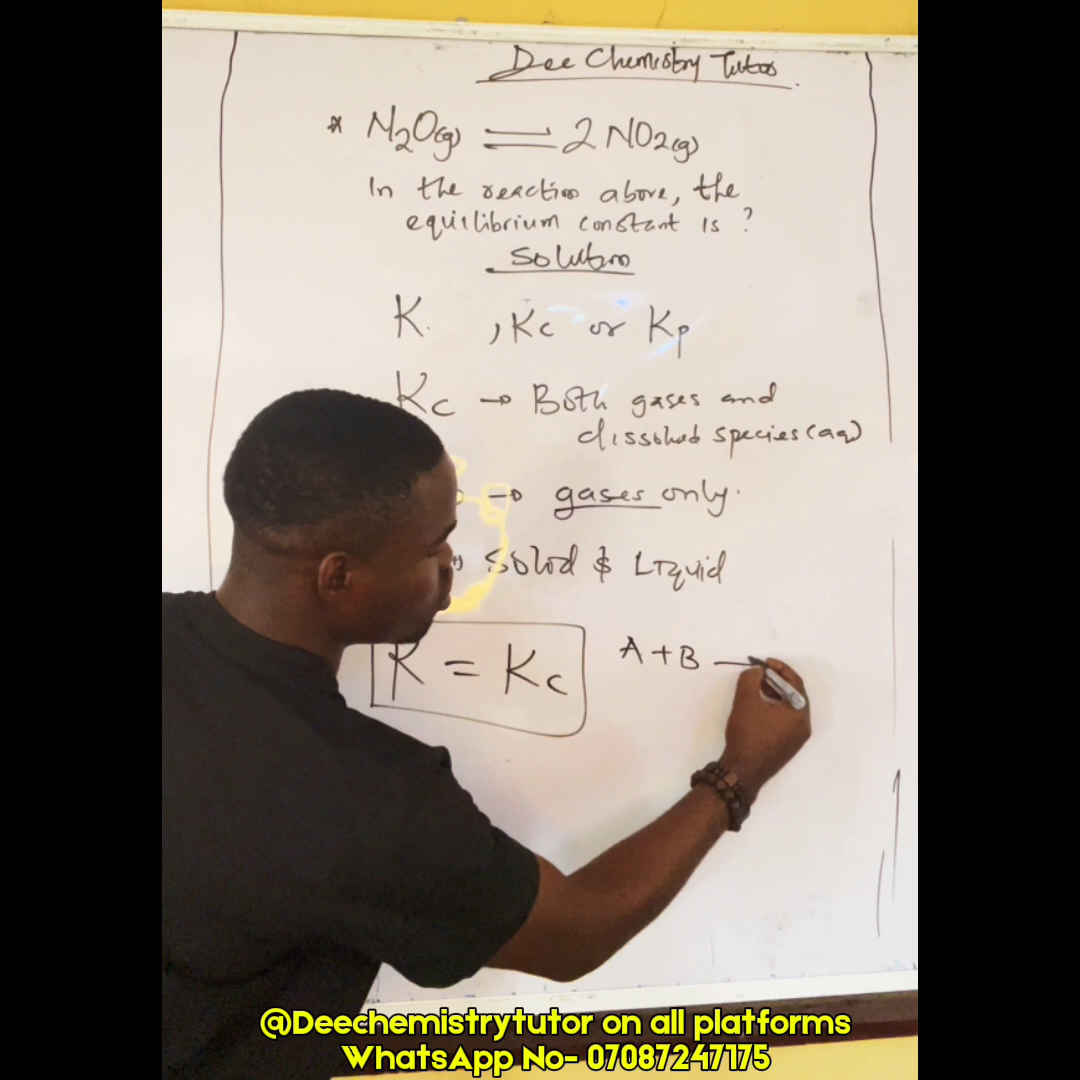 Dee Chemistry Tutor
* N2O(g) ⇌ 2NO2(g)
In the reaction above, the
equilibrium constant is ?
Solution
K. , Kc or Kp
Kc → Both gases and
dissolved species (aq)
→ gases only.
Solid & Liquid
K = Kc A + B —
@Deechemistrytutor on all platforms
WhatsApp No- 07087247175